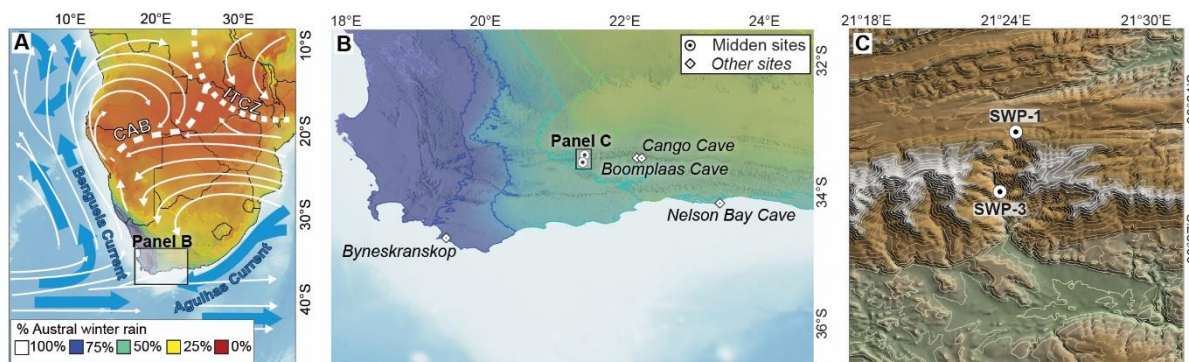 10°E 20°E 30°E
A
10°S
ITCZ
CAB
20°S
Benguela Current
30°S
Panel B
Agulhas Current
40°S
% Austral winter rain
100% 75% 50% 25% 0%
18°E 20°E 22°E 24°E
B
Midden sites
Other sites
32°S
Panel C
Cango Cave
Boomplaas Cave
34°S
Nelson Bay Cave
Byneskranskop
36°S
21°18'E 21°24'E 21°30'E
C
SWP-1
SWP-3